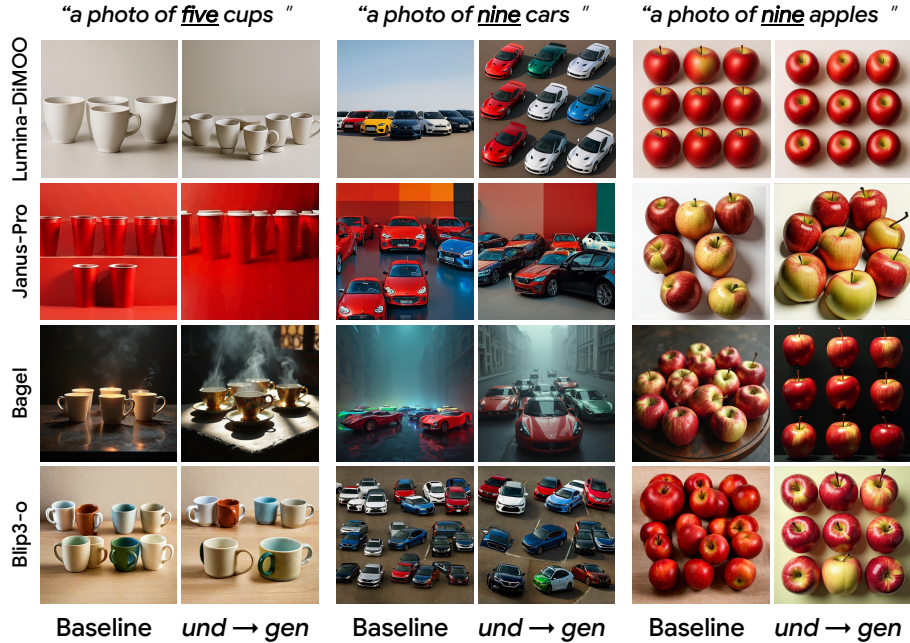 “a photo of five cups ”
“a photo of nine cars ”
“a photo of nine apples ”
Lumina-DiMOO
Janus-Pro
Bagel
Blip3-o
Baseline
und → gen
Baseline
und → gen
Baseline
und → gen